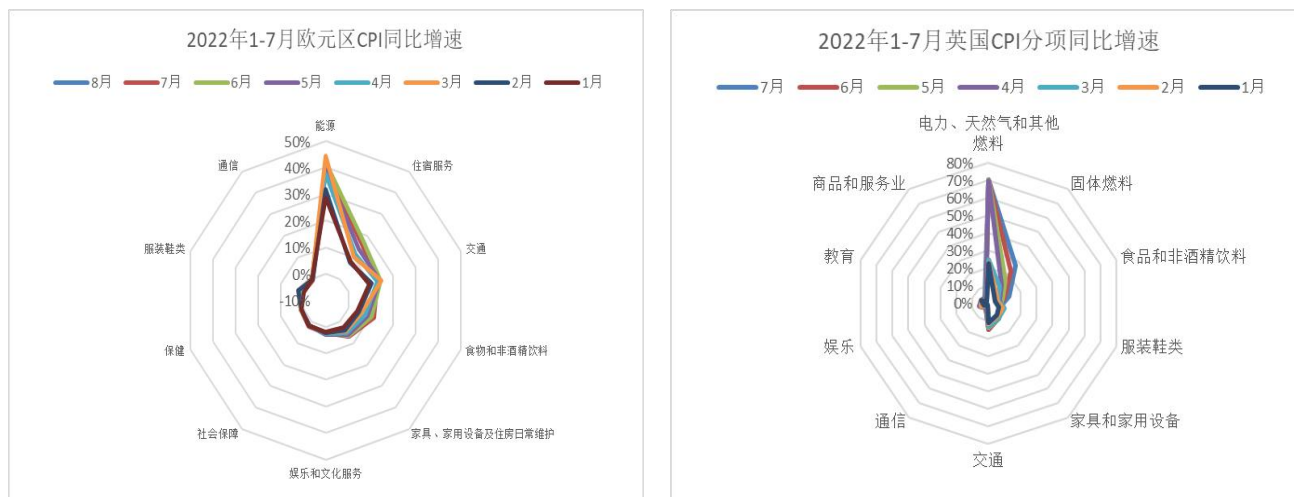 2022年1-7月欧元区CPI同比增速
8月 7月 6月 5月 4月 3月 2月 1月
能源
50%
40%
30%
20%
10%
0%
-10%
住宿服务
交通
食物和非酒精饮料
家具、家用设备及住房日常维护
娱乐和文化服务
社会保障
保健
服装鞋类
通信
2022年1-7月英国CPI分项同比增速
7月 6月 5月 4月 3月 2月 1月
电力、天然气和其他
燃料
80%
70%
60%
50%
40%
30%
20%
10%
0%
固体燃料
食品和非酒精饮料
服装鞋类
家具和家用设备
交通
通信
娱乐
教育
商品和服务业